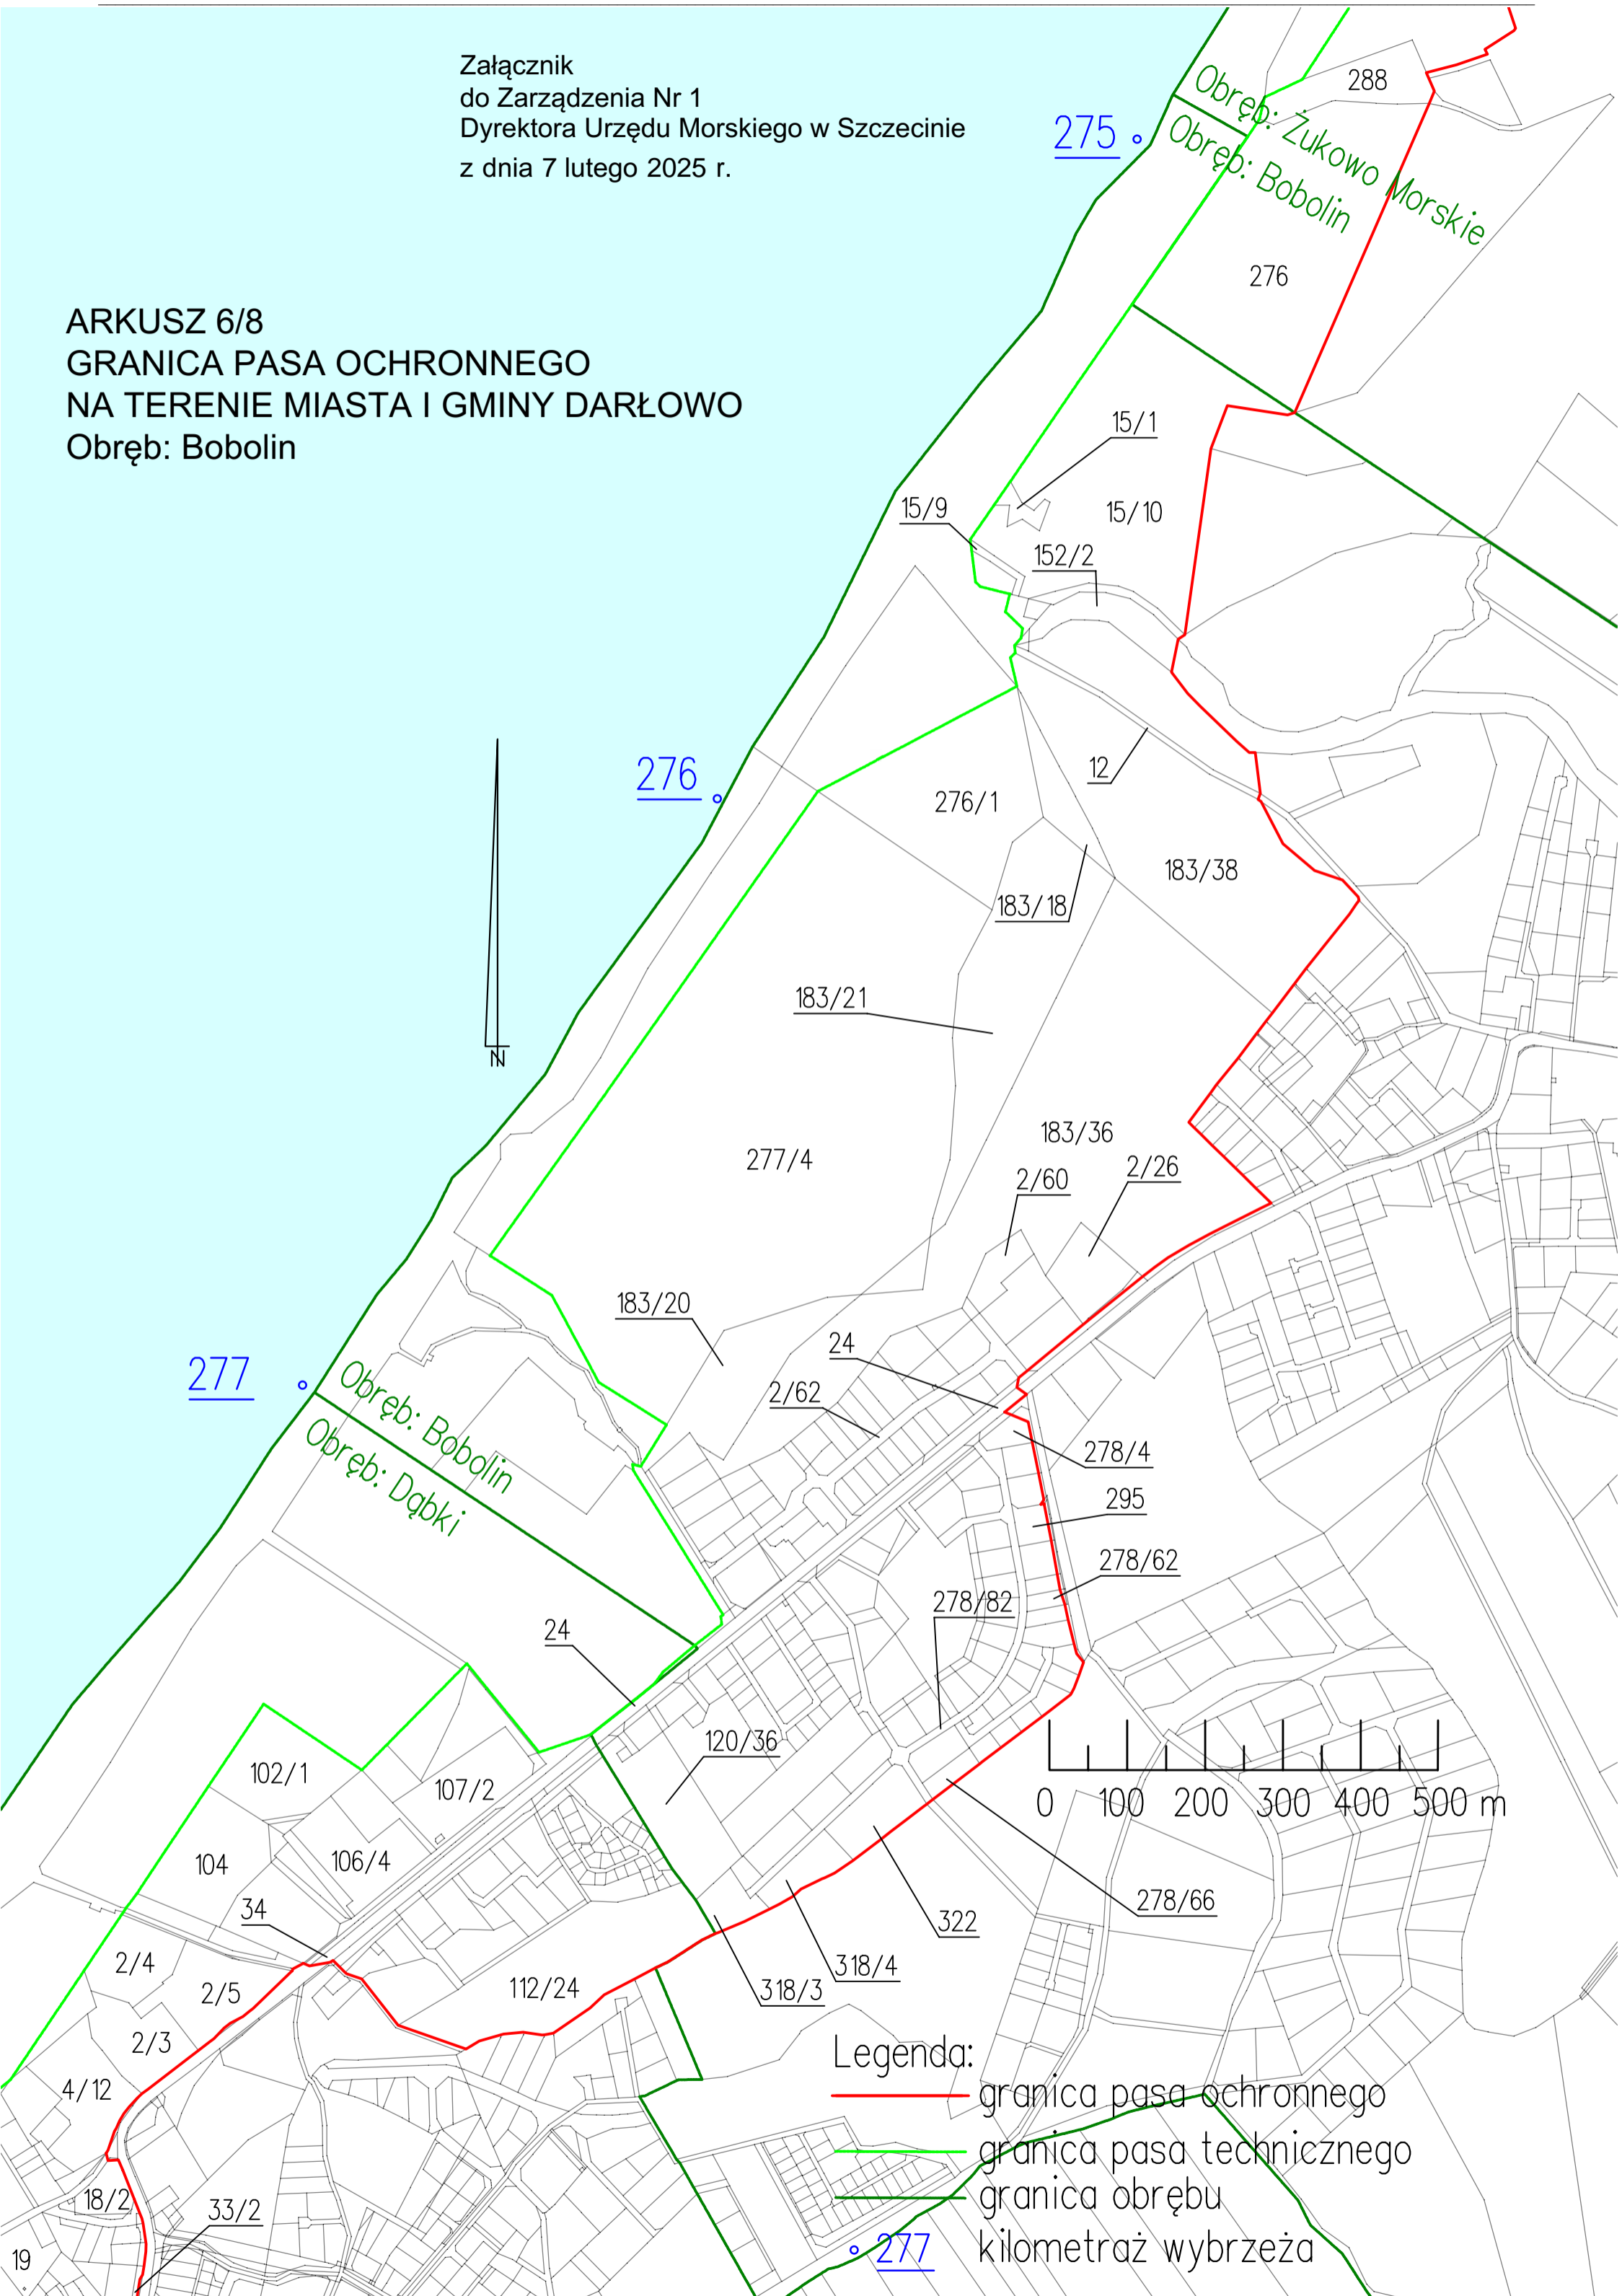 Załącznik
do Zarządzenia Nr 1
Dyrektora Urzędu Morskiego w Szczecinie
z dnia 7 lutego 2025 r.
ARKUSZ 6/8
GRANICA PASA OCHRONNEGO
NA TERENIE MIASTA I GMINY DARŁOWO
Obręb: Bobolin
288
Obręb: Żukowo Morskie
Obręb: Bobolin
275
276
15/1
15/9
15/10
152/2
12
276
276/1
183/38
183/18
183/21
N
183/36
277/4
2/60
2/26
183/20
24
277
2/62
Obręb: Bobolin
Obręb: Dąbki
278/4
295
278/62
278/82
24
120/36
102/1
107/2
0 100 200 300 400 500 m
104
106/4
34
278/66
322
2/4
318/4
2/5
112/24
318/3
2/3
Legenda:
4/12
granica pasa ochronnego
granica pasa technicznego
18/2
granica obrębu
33/2
277 kilometraż wybrzeża
19